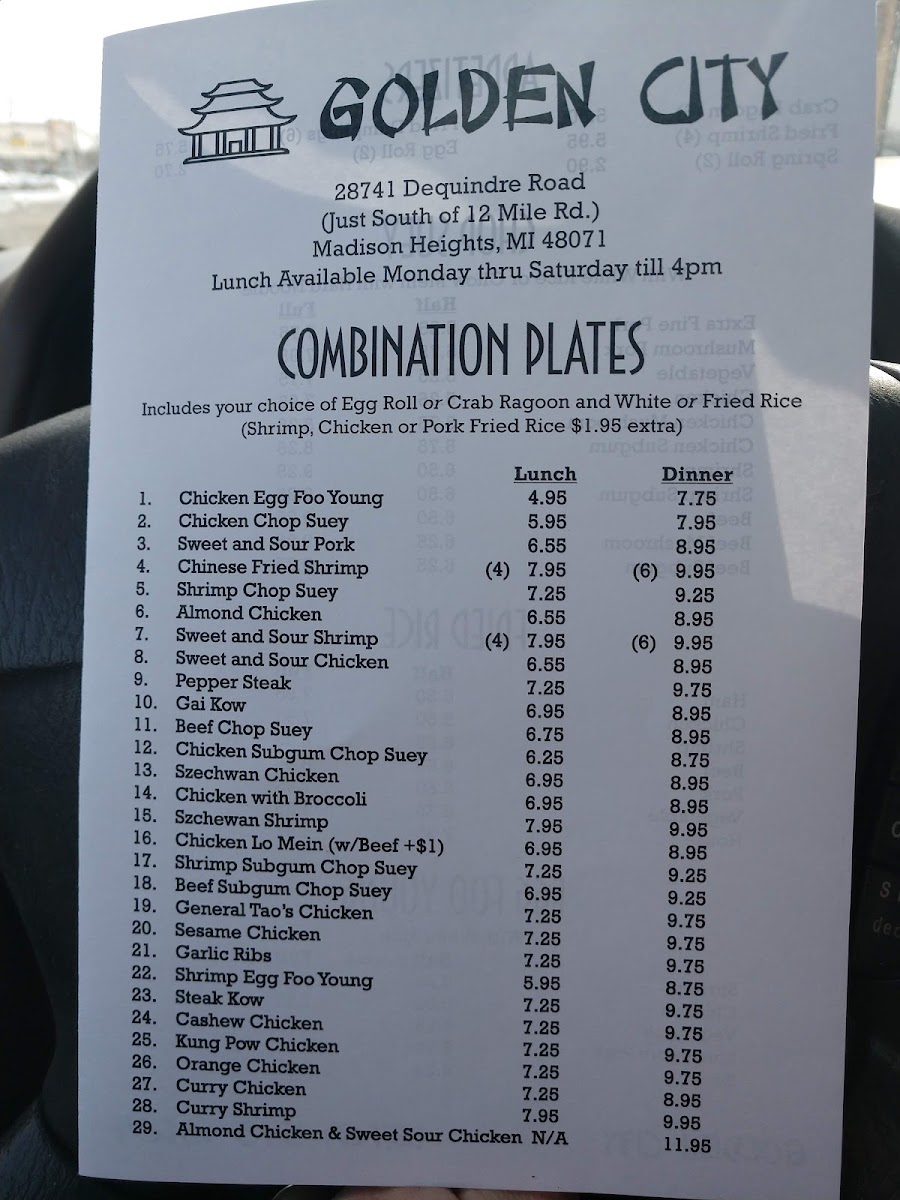 GOLDEN CITY
28741 Dequindre Road
(Just South of 12 Mile Rd.)
Madison Heights, MI 48071
Lunch Available Monday thru Saturday till 4pm
COMBINATION PLATES
Includes your choice of Egg Roll or Crab Ragoon and White or Fried Rice
(Shrimp, Chicken or Pork Fried Rice $1.95 extra)
Lunch Dinner
1. Chicken Egg Foo Young 4.95 7.75
2. Chicken Chop Suey 5.95 7.95
3. Sweet and Sour Pork 6.55 8.95
4. Chinese Fried Shrimp (4) 7.95 (6) 9.95
5. Shrimp Chop Suey 7.25 9.25
6. Almond Chicken 6.55 8.95
7. Sweet and Sour Shrimp (4) 7.95 (6) 9.95
8. Sweet and Sour Chicken 6.55 8.95
9. Pepper Steak 7.25 9.75
10. Gai Kow 6.95 8.95
11. Beef Chop Suey 6.75 8.95
12. Chicken Subgum Chop Suey 6.25 8.75
13. Szechwan Chicken 6.95 8.95
14. Chicken with Broccoli 6.95 8.95
15. Szchewan Shrimp 7.95 9.95
16. Chicken Lo Mein (w/Beef +$1) 6.95 8.95
17. Shrimp Subgum Chop Suey 7.25 9.25
18. Beef Subgum Chop Suey 6.95 9.25
19. General Tao's Chicken 7.25 9.75
20. Sesame Chicken 7.25 9.75
21. Garlic Ribs 7.25 9.75
22. Shrimp Egg Foo Young 5.95 8.75
23. Steak Kow 7.25 9.75
24. Cashew Chicken 7.25 9.75
25. Kung Pow Chicken 7.25 9.75
26. Orange Chicken 7.25 9.75
27. Curry Chicken 7.25 8.95
28. Curry Shrimp 7.95 9.95
29. Almond Chicken & Sweet Sour Chicken N/A 11.95